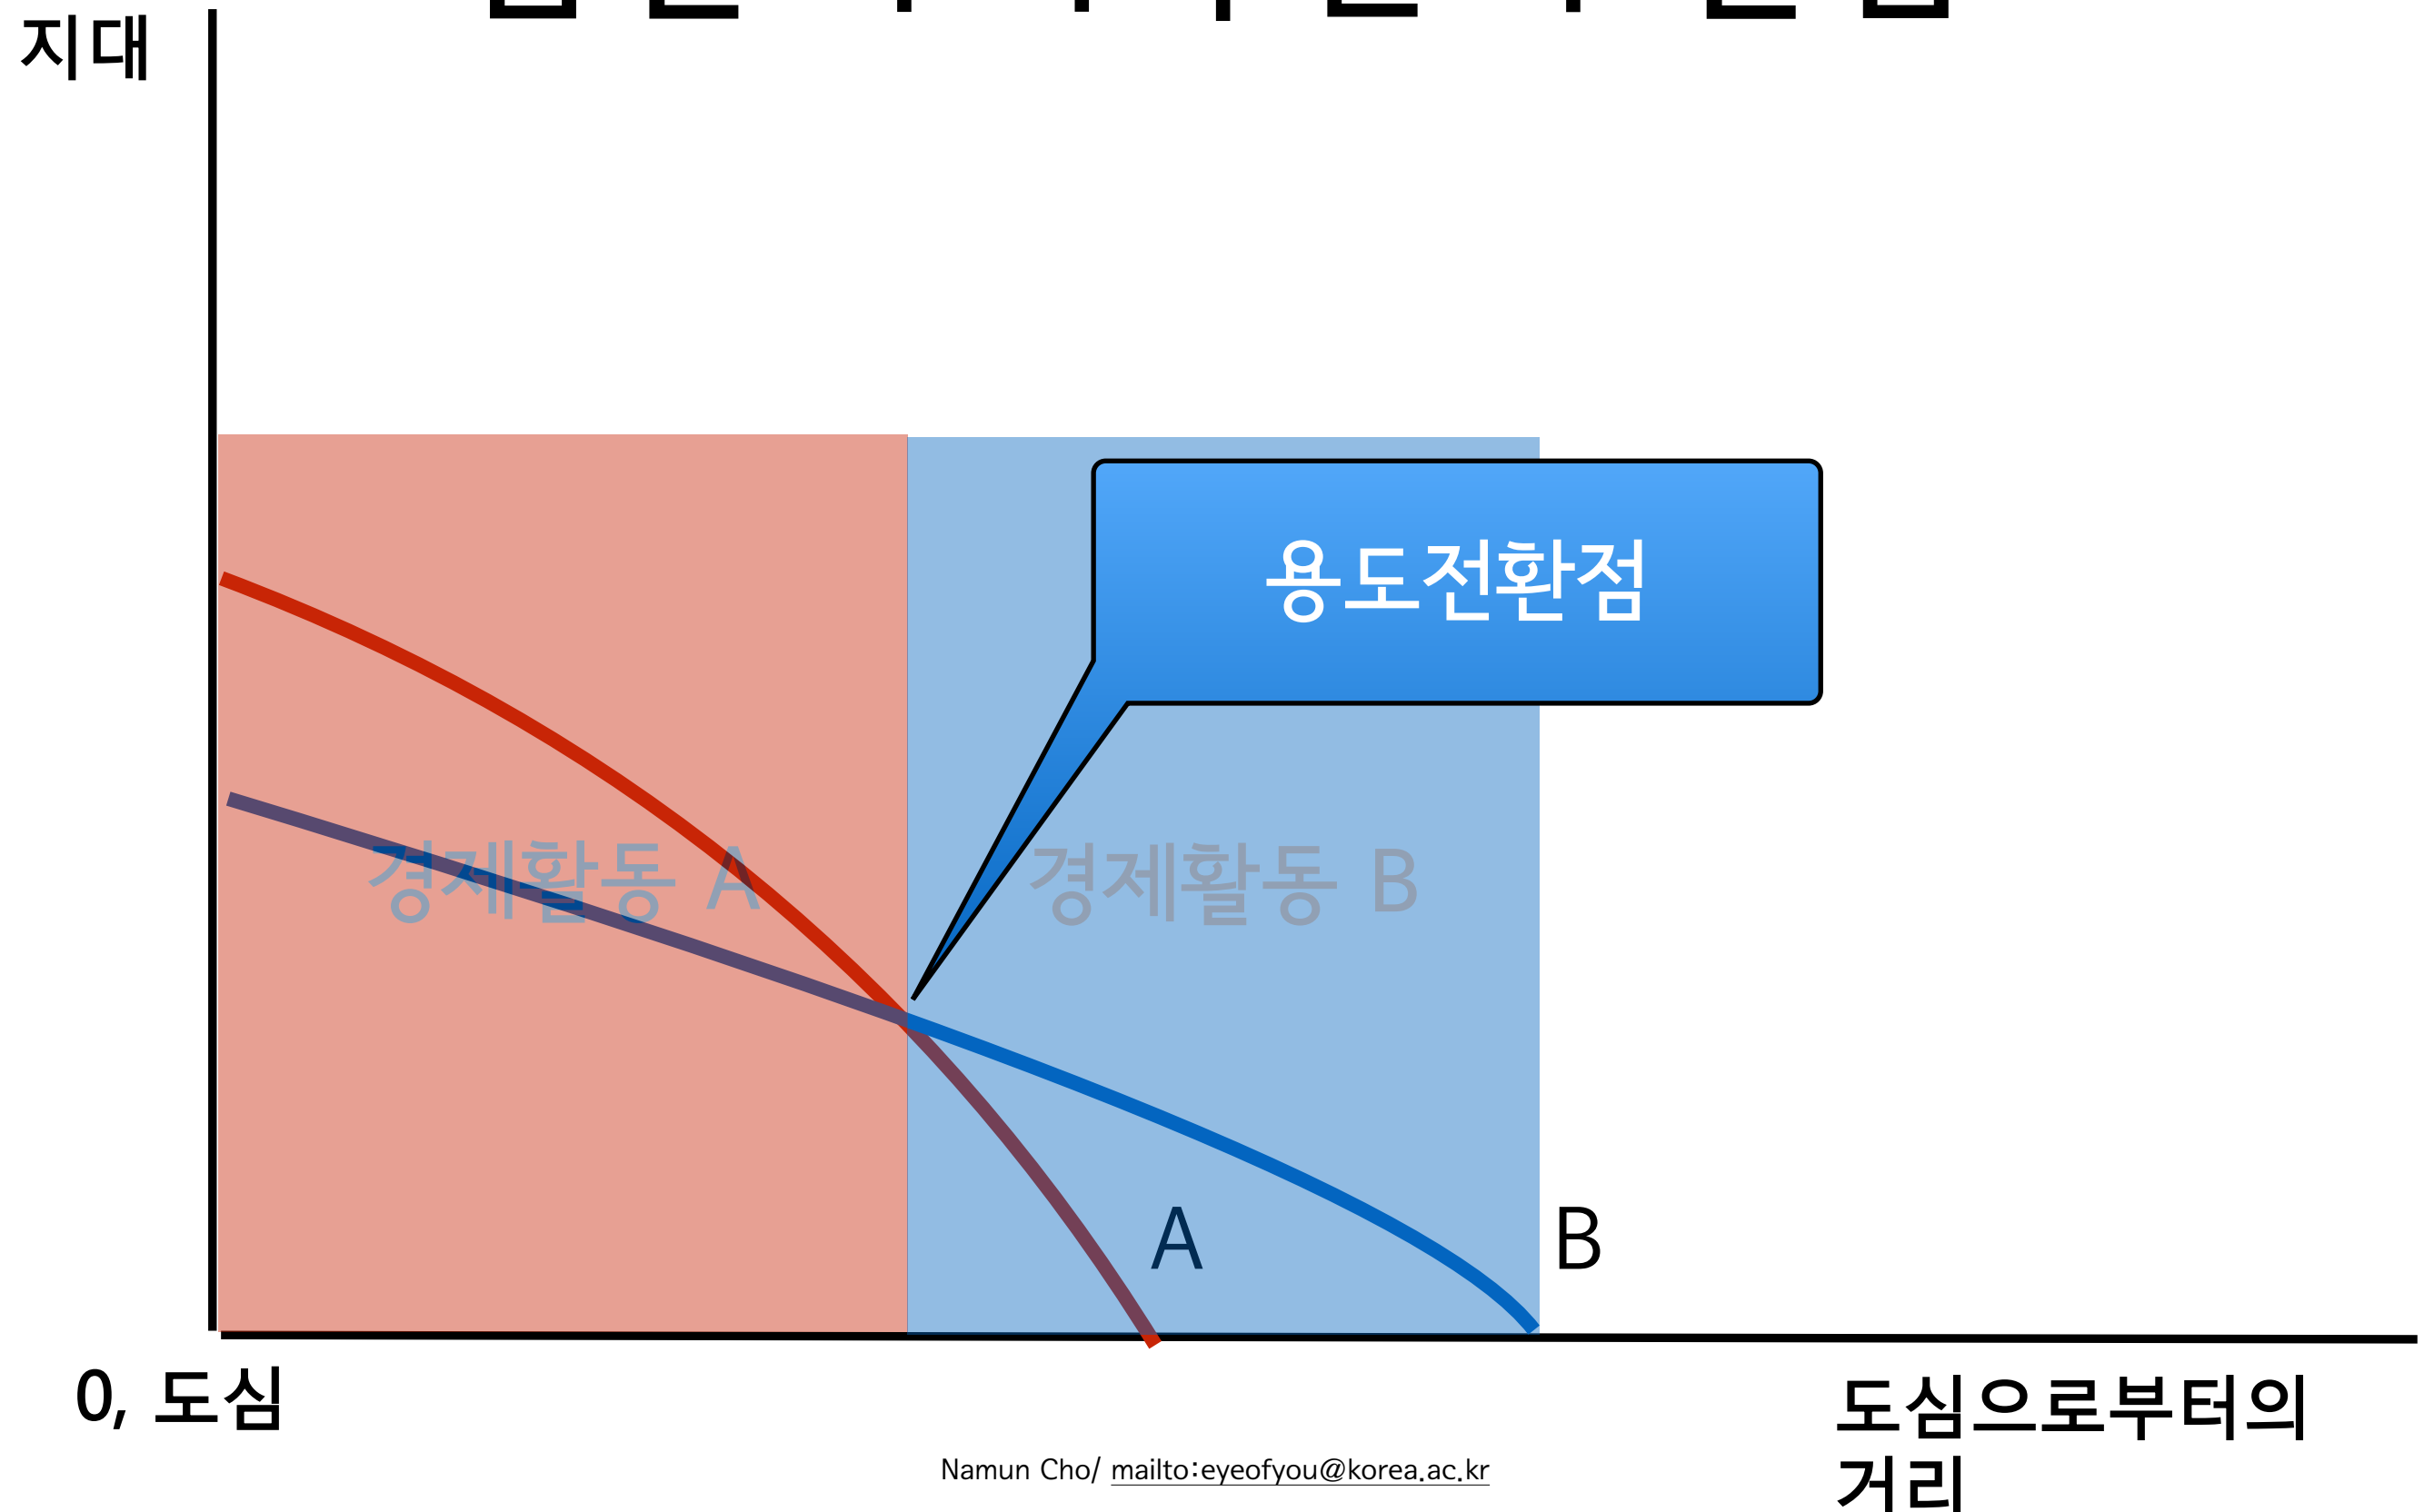 지대
용도전환점
경제활동 A
경제활동 B
A
B
0, 도심
도심으로부터의
거리
Namun Cho/ mailto:eyeofyou@korea.ac.kr